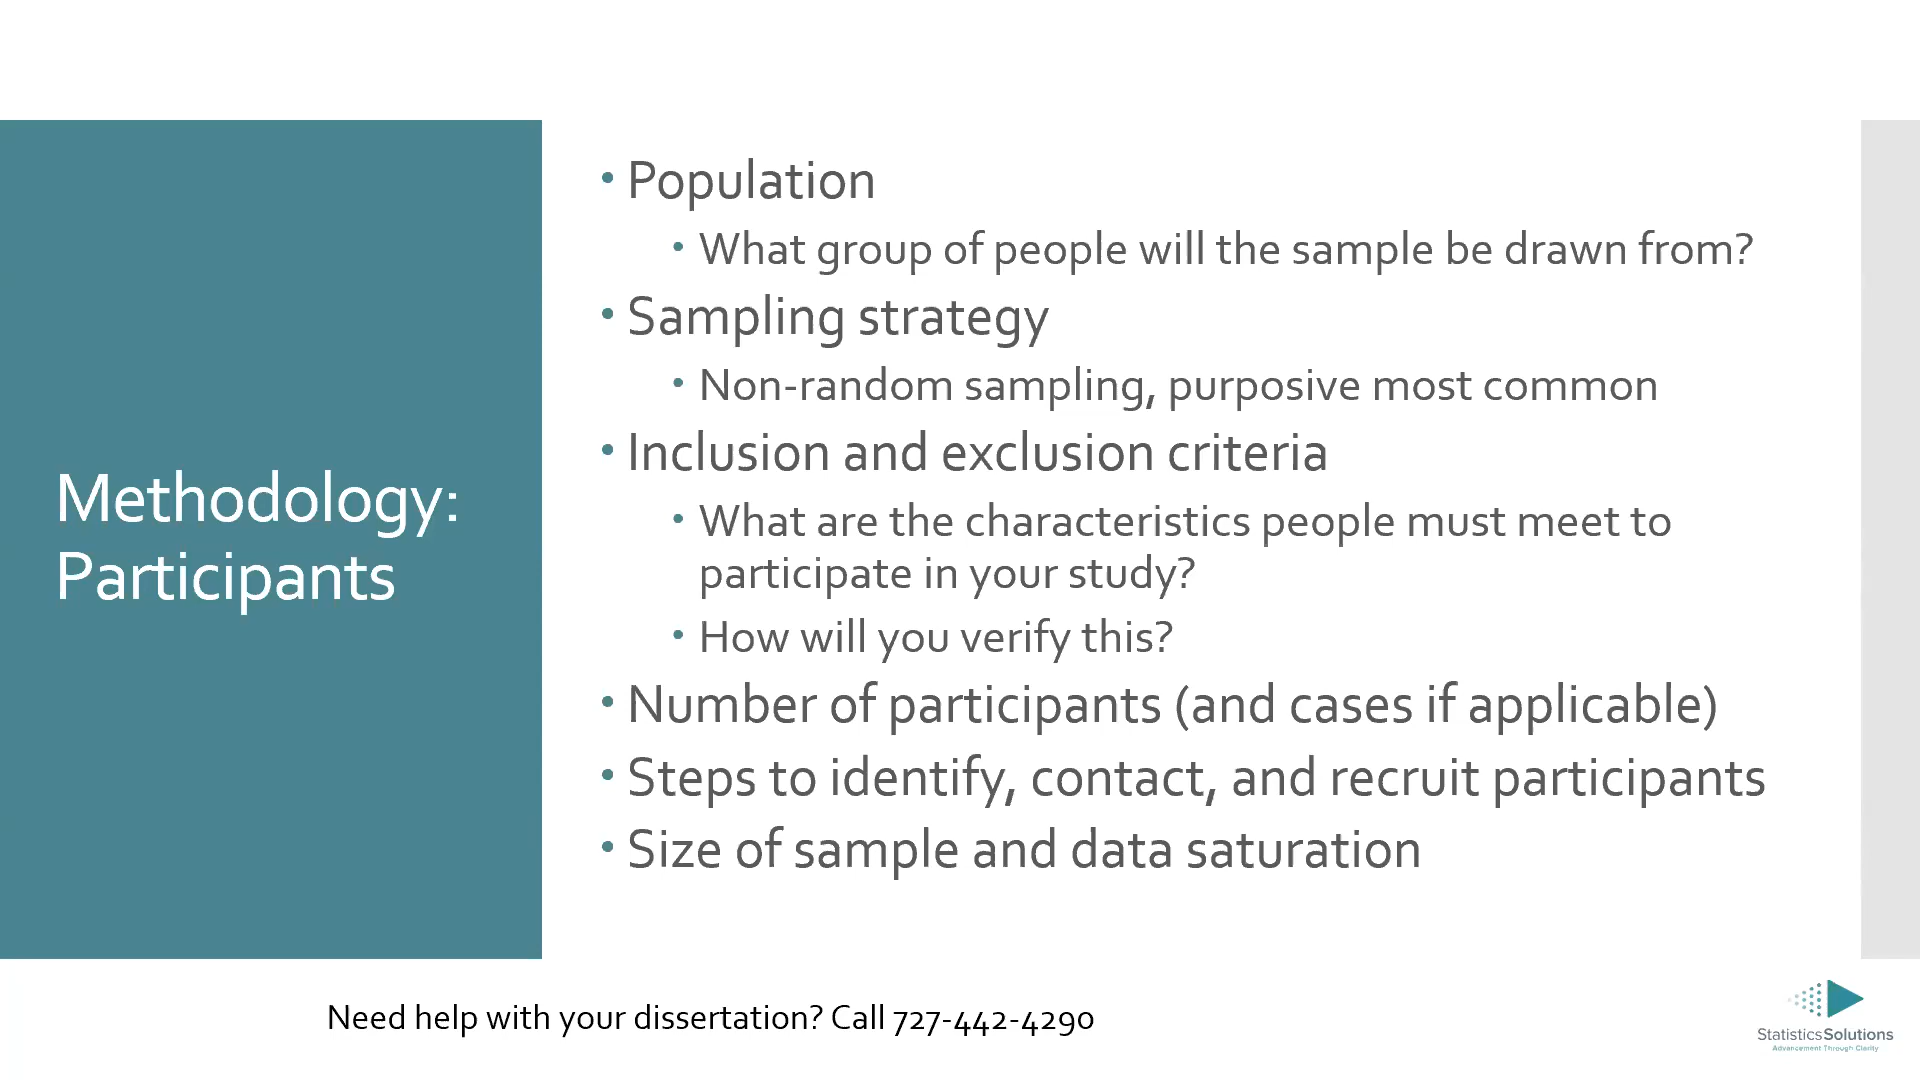 Methodology:
Participants
• Population
• What group of people will the sample be drawn from?
• Sampling strategy
• Non-random sampling, purposive most common
• Inclusion and exclusion criteria
• What are the characteristics people must meet to
participate in your study?
• How will you verify this?
• Number of participants (and cases if applicable)
• Steps to identify, contact, and recruit participants
• Size of sample and data saturation
Need help with your dissertation? Call 727-442-4290
StatisticsSolutions
Advancement Through Clarity